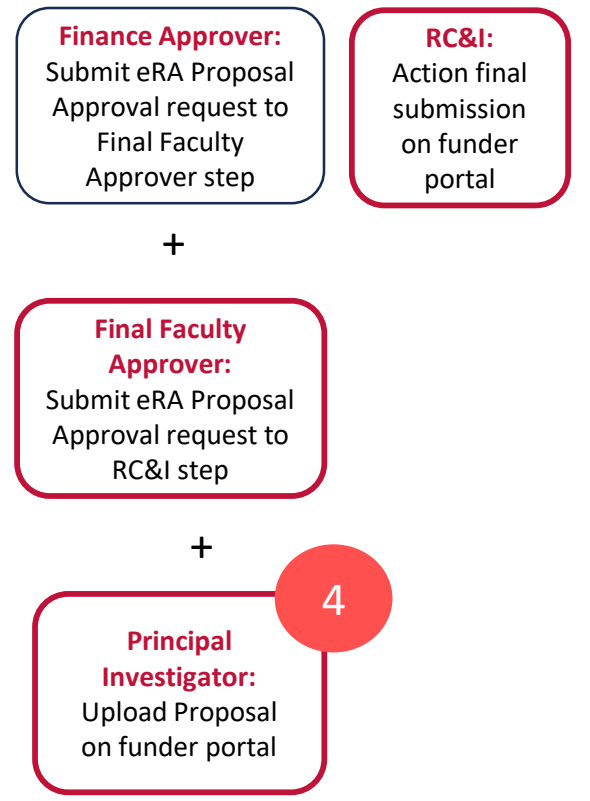 Finance Approver:
Submit eRA Proposal
Approval request to
Final Faculty
Approver step
RC&I:
Action final
submission
on funder
portal
+
Final Faculty
Approver:
Submit eRA Proposal
Approval request to
RC&I step
+
4
Principal
Investigator:
Upload Proposal
on funder portal